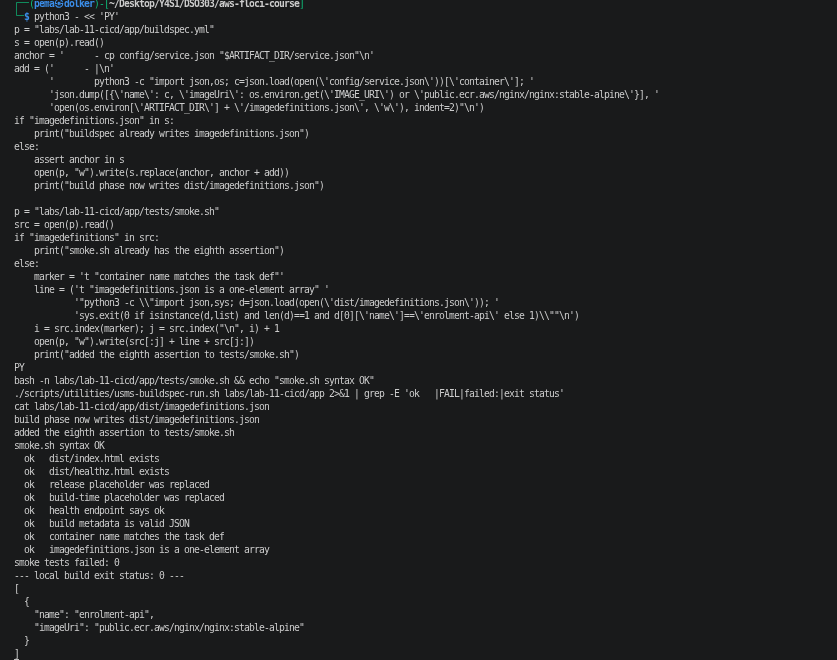 ┌──(pema㉿dolker)-[~/Desktop/Y4S1/DSO303/aws-floci-course]
└─$ python3 - << 'PY'
p = "labs/lab-11-cicd/app/buildspec.yml"
s = open(p).read()
anchor = '      - cp config/service.json "$ARTIFACT_DIR/service.json"\n'
add = ('      - |\n'
       '        python3 -c "import json,os; c=json.load(open(\'config/service.json\'))[\'container\']; '
       'json.dump([{\'name\': c, \'imageUri\': os.environ.get(\'IMAGE_URI\') or \'public.ecr.aws/nginx/nginx:stable-alpine\'}], '
       'open(os.environ[\'ARTIFACT_DIR\'] + \'/imagedefinitions.json\', \'w\'), indent=2)"\n')
if "imagedefinitions.json" in s:
    print("buildspec already writes imagedefinitions.json")
else:
    assert anchor in s
    open(p, "w").write(s.replace(anchor, anchor + add))
    print("build phase now writes dist/imagedefinitions.json")

p = "labs/lab-11-cicd/app/tests/smoke.sh"
src = open(p).read()
if "imagedefinitions" in src:
    print("smoke.sh already has the eighth assertion")
else:
    marker = 't "container name matches the task def"'
    line = ('t "imagedefinitions.json is a one-element array" '
            '"python3 -c \\"import json,sys; d=json.load(open(\'dist/imagedefinitions.json\')); '
            'sys.exit(0 if isinstance(d,list) and len(d)==1 and d[0][\'name\']==\'enrolment-api\' else 1)\\""\n')
    i = src.index(marker); j = src.index("\n", i) + 1
    open(p, "w").write(src[:j] + line + src[j:])
    print("added the eighth assertion to tests/smoke.sh")
PY
bash -n labs/lab-11-cicd/app/tests/smoke.sh && echo "smoke.sh syntax OK"
./scripts/utilities/usms-buildspec-run.sh labs/lab-11-cicd/app 2>&1 | grep -E 'ok   |FAIL|failed:|exit status'
cat labs/lab-11-cicd/app/dist/imagedefinitions.json
build phase now writes dist/imagedefinitions.json
added the eighth assertion to tests/smoke.sh
smoke.sh syntax OK
  ok   dist/index.html exists
  ok   dist/healthz.html exists
  ok   release placeholder was replaced
  ok   build-time placeholder was replaced
  ok   health endpoint says ok
  ok   build metadata is valid JSON
  ok   container name matches the task def
  ok   imagedefinitions.json is a one-element array
smoke tests failed: 0
--- local build exit status: 0 ---
[
  {
    "name": "enrolment-api",
    "imageUri": "public.ecr.aws/nginx/nginx:stable-alpine"
  }
]